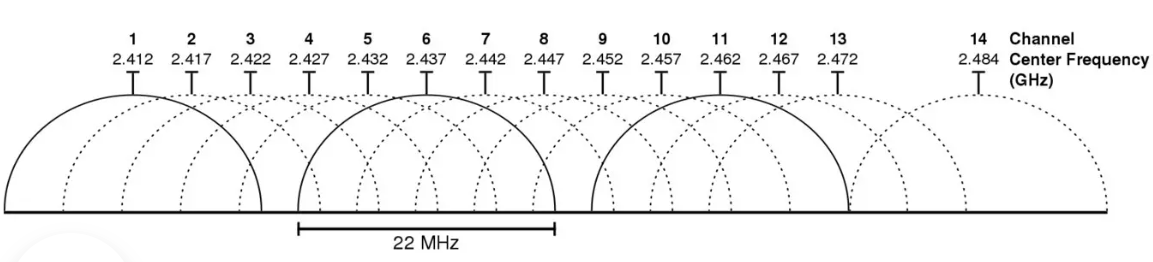 1 2 3 4 5 6 7 8 9 10 11 12 13 14 Channel
2.412 2.417 2.422 2.427 2.432 2.437 2.442 2.447 2.452 2.457 2.462 2.467 2.472 2.484 Center Frequency
(GHz)
22 MHz